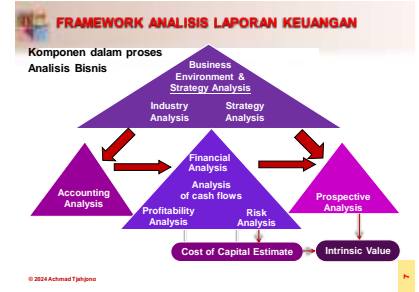 FRAMEWORK ANALISIS LAPORAN KEUANGAN
Komponen dalam proses
Analisis Bisnis
Business
Environment &
Strategy Analysis
Industry
Analysis
Strategy
Analysis
Accounting
Analysis
Financial
Analysis
Analysis
of cash flows
Profitability
Analysis
Risk
Analysis
Prospective
Analysis
Cost of Capital Estimate
Intrinsic Value
© 2024 Achmad Tjahjono
7